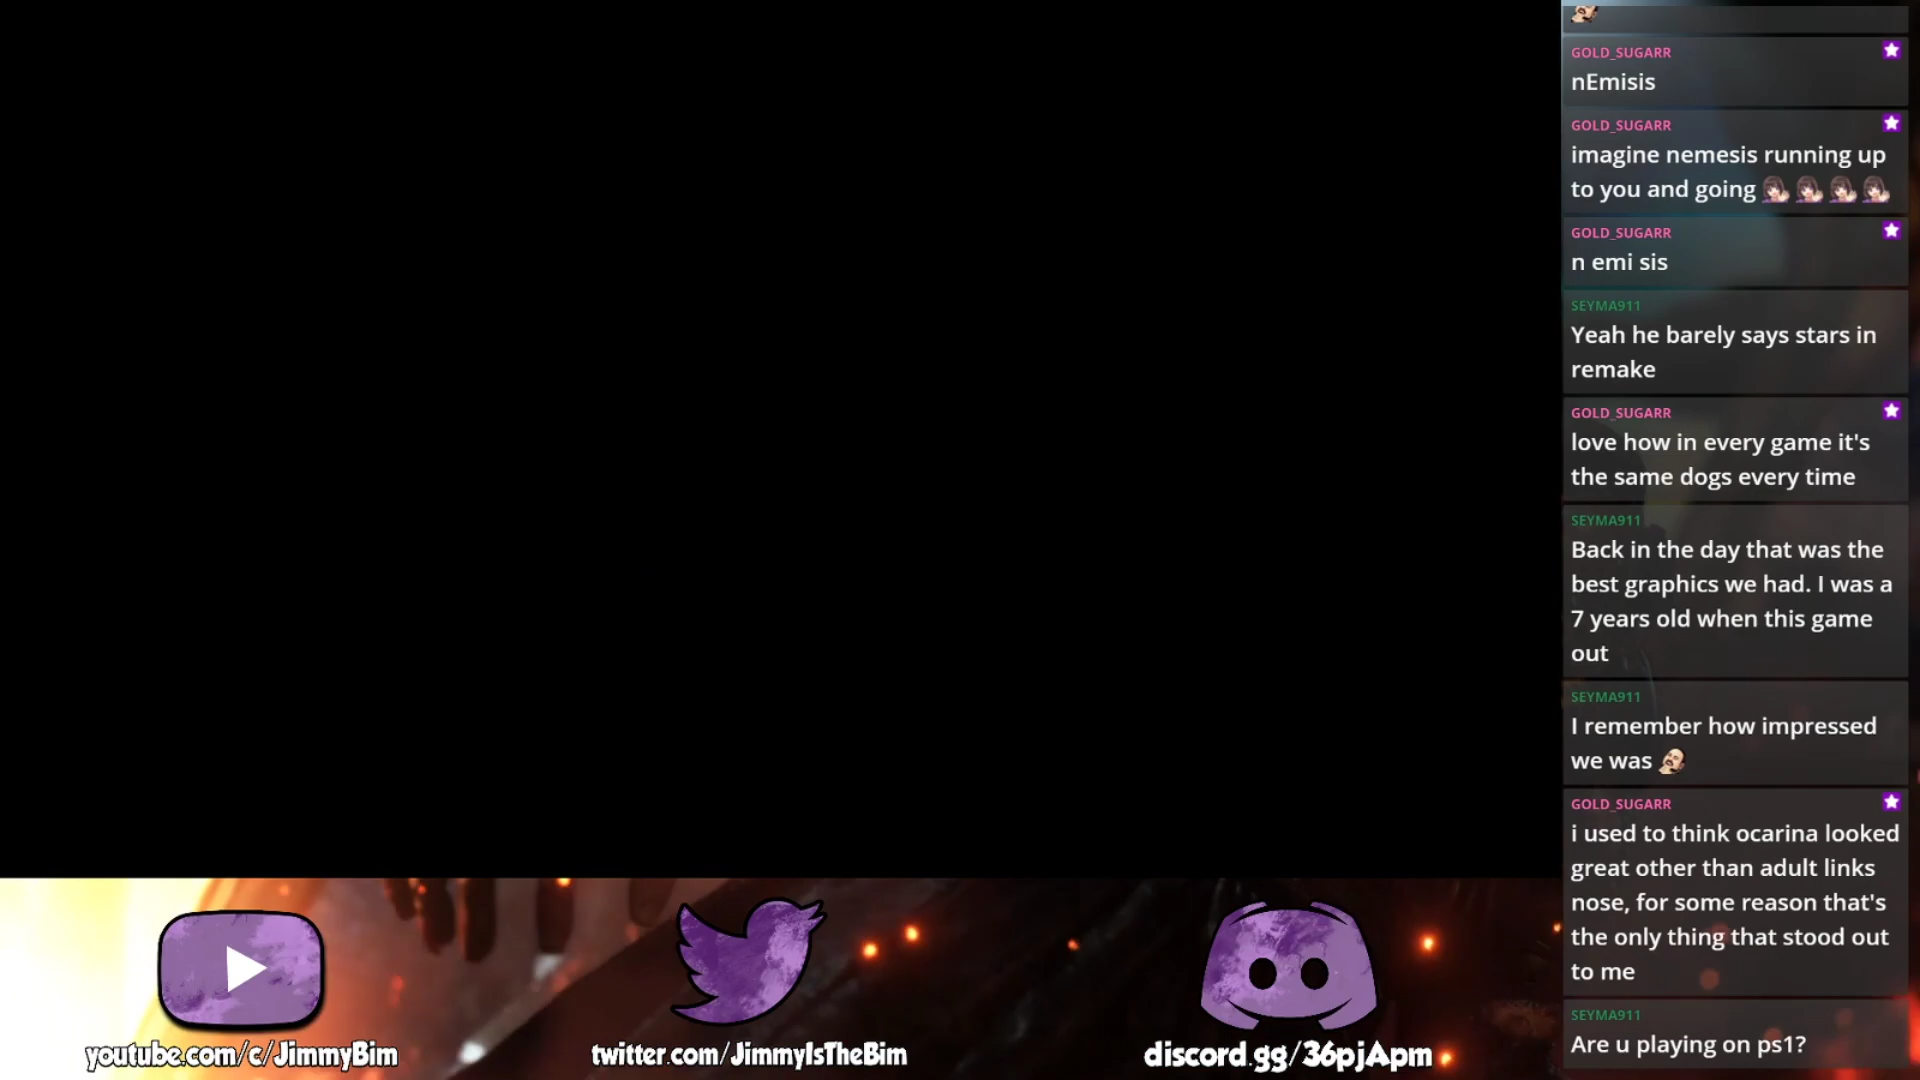 GOLD_SUGARR
nEmisis
GOLD_SUGARR
imagine nemesis running up
to you and going
GOLD_SUGARR
n emi sis
SEYMA911
Yeah he barely says stars in
remake
GOLD_SUGARR
love how in every game it's
the same dogs every time
SEYMA911
Back in the day that was the
best graphics we had. I was a
7 years old when this game
out
SEYMA911
I remember how impressed
we was
GOLD_SUGARR
i used to think ocarina looked
great other than adult links
nose, for some reason that's
the only thing that stood out
to me
SEYMA911
Are u playing on ps1?
youtube.com/c/JimmyBim
twitter.com/JimmyIsTheBim
discord.gg/36pjApm